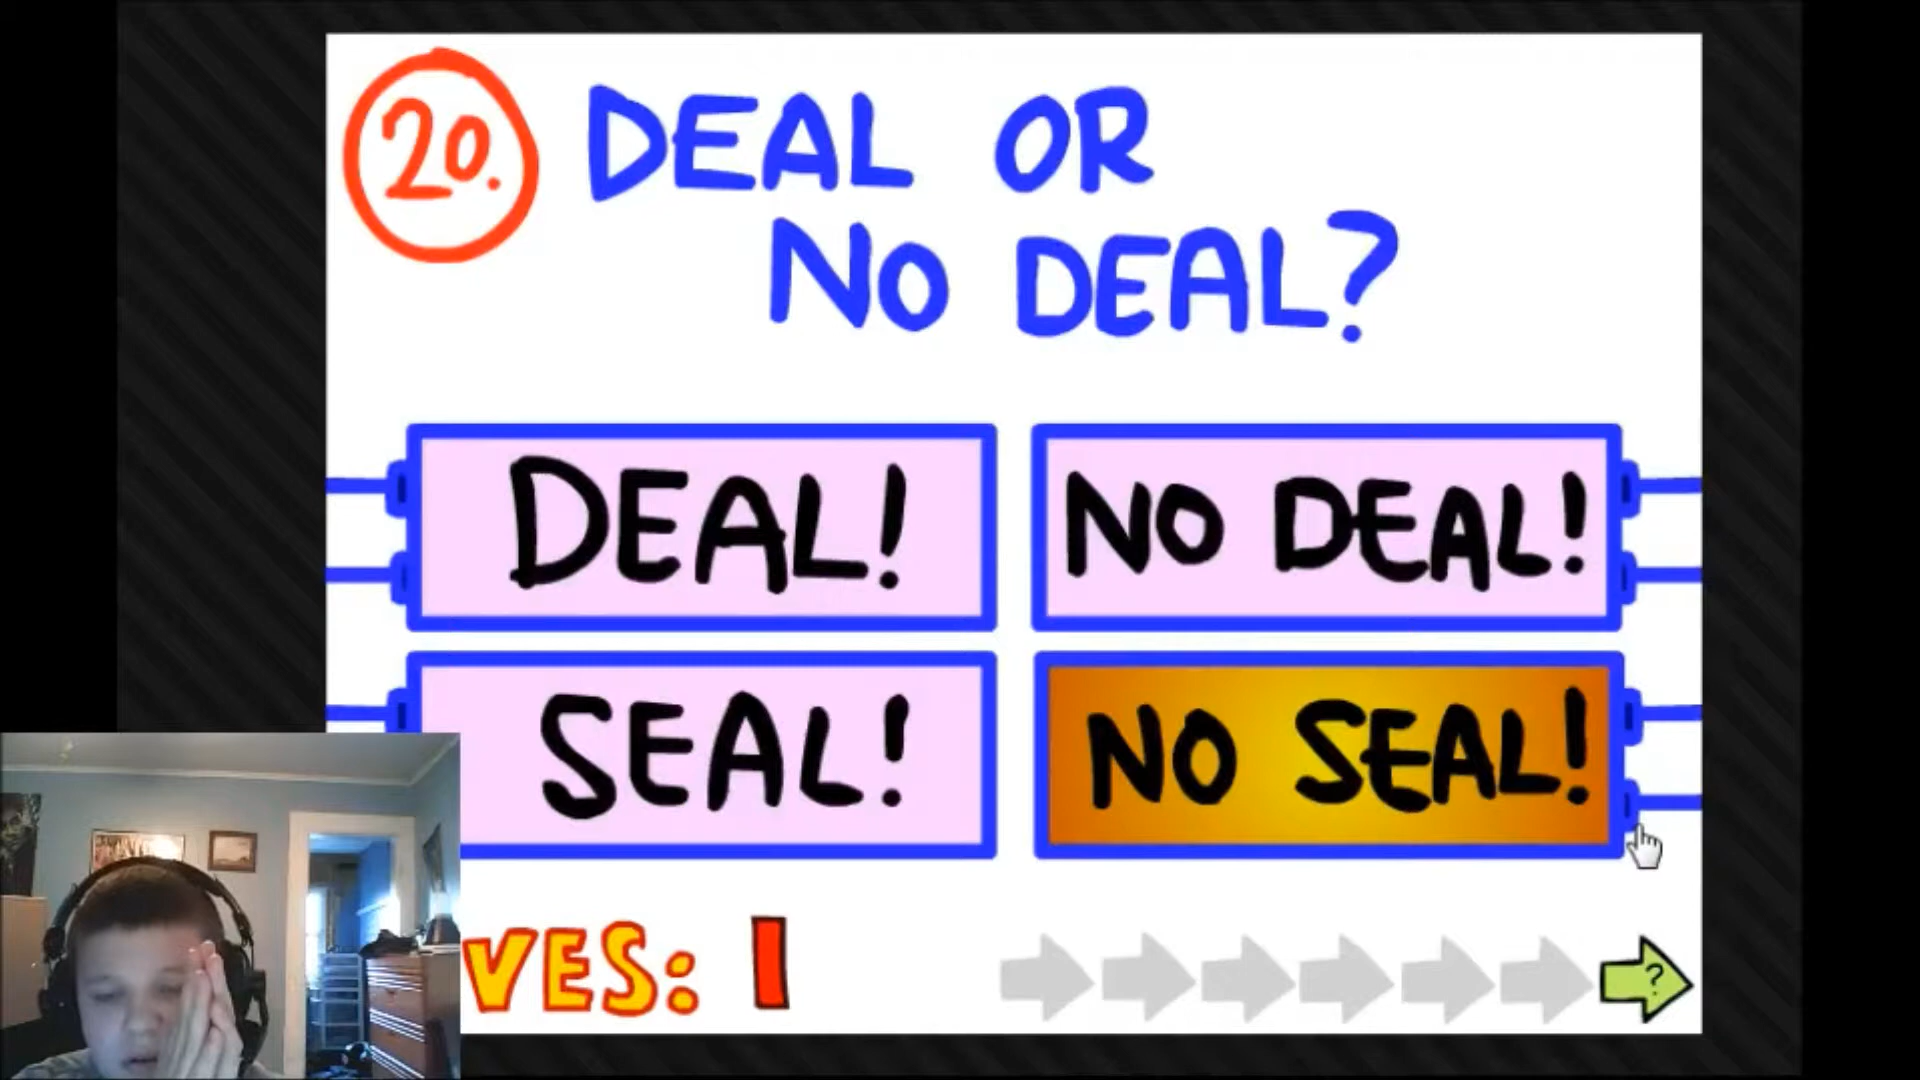 20. DEAL OR
NO DEAL?
DEAL! NO DEAL!
SEAL! NO SEAL!
VES: 1
?